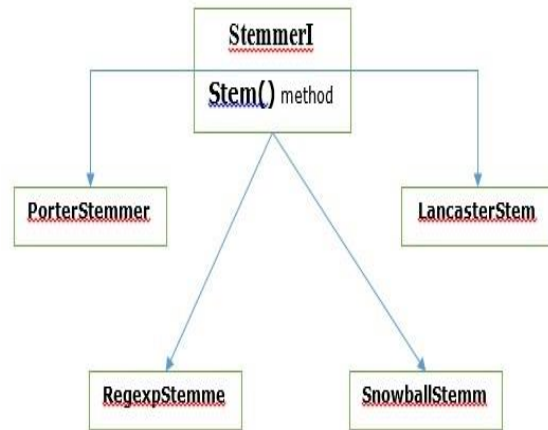 StemmerI
Stem() method
PorterStemmer
LancasterStem
RegexpStemme
SnowballStemm